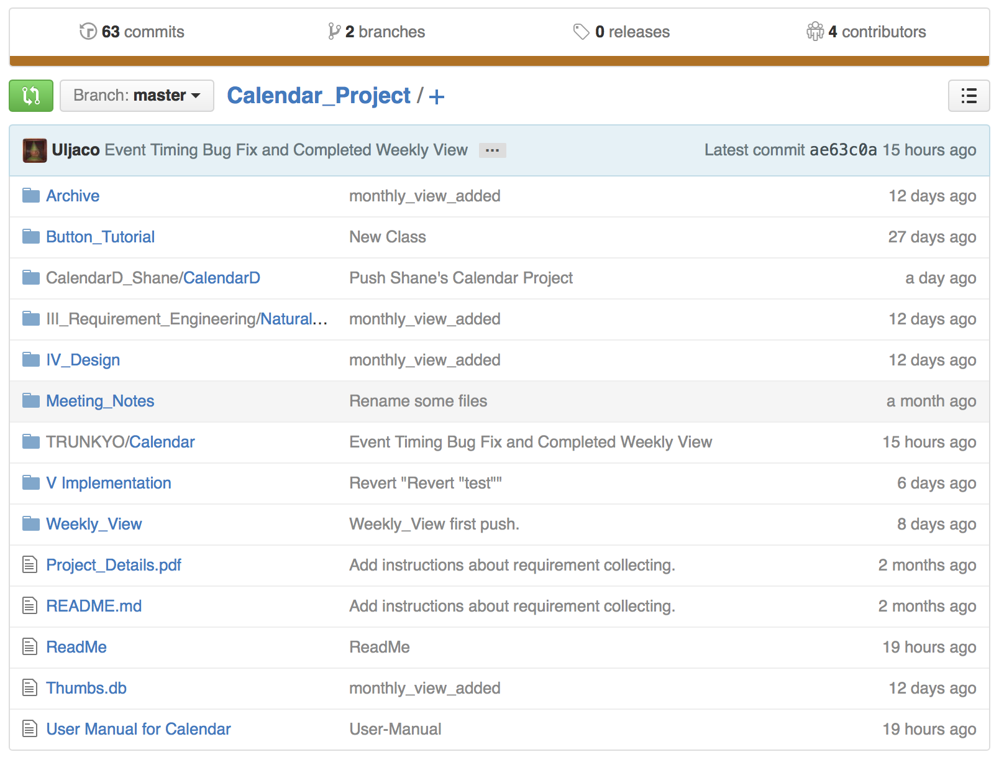 63 commits 2 branches 0 releases 4 contributors
Branch: master Calendar_Project / +
Uljaco Event Timing Bug Fix and Completed Weekly View ... Latest commit ae63c0a 15 hours ago
Archive monthly_view_added 12 days ago
Button_Tutorial New Class 27 days ago
CalendarD_Shane/CalendarD Push Shane's Calendar Project a day ago
III_Requirement_Engineering/Natural... monthly_view_added 12 days ago
IV_Design monthly_view_added 12 days ago
Meeting_Notes Rename some files a month ago
TRUNKYO/Calendar Event Timing Bug Fix and Completed Weekly View 15 hours ago
V Implementation Revert "Revert "test"" 6 days ago
Weekly_View Weekly_View first push. 8 days ago
Project_Details.pdf Add instructions about requirement collecting. 2 months ago
README.md Add instructions about requirement collecting. 2 months ago
ReadMe ReadMe 19 hours ago
Thumbs.db monthly_view_added 12 days ago
User Manual for Calendar User-Manual 19 hours ago